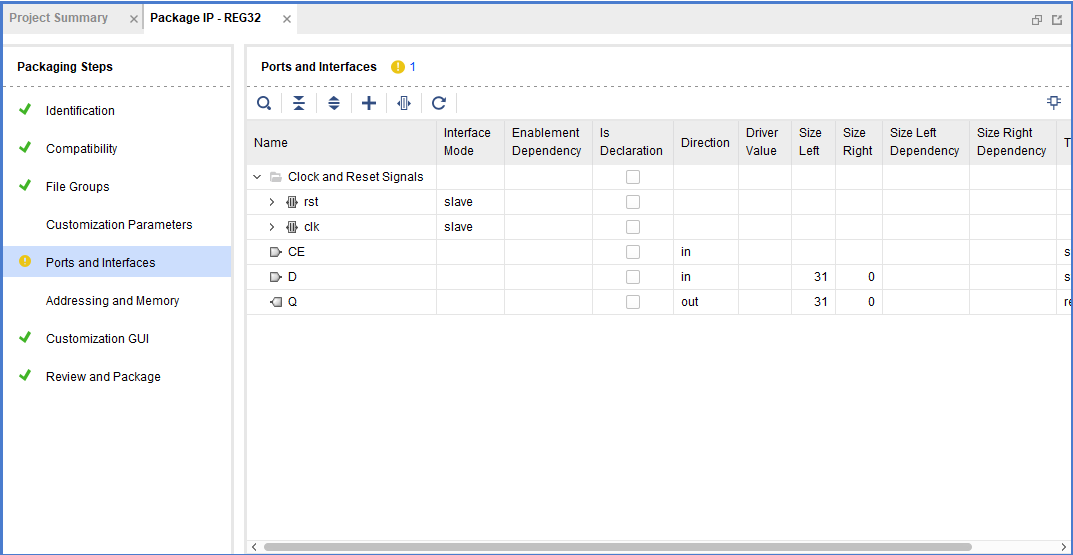 Project Summary
Package IP - REG32
Packaging Steps
Identification
Compatibility
File Groups
Customization Parameters
Ports and Interfaces
Addressing and Memory
Customization GUI
Review and Package
Ports and Interfaces 1
Name Interface Mode Enablement Dependency Is Declaration Direction Driver Value Size Left Size Right Size Left Dependency Size Right Dependency T
Clock and Reset Signals
rst slave
clk slave
CE in s
D in 31 0 s
Q out 31 0 re